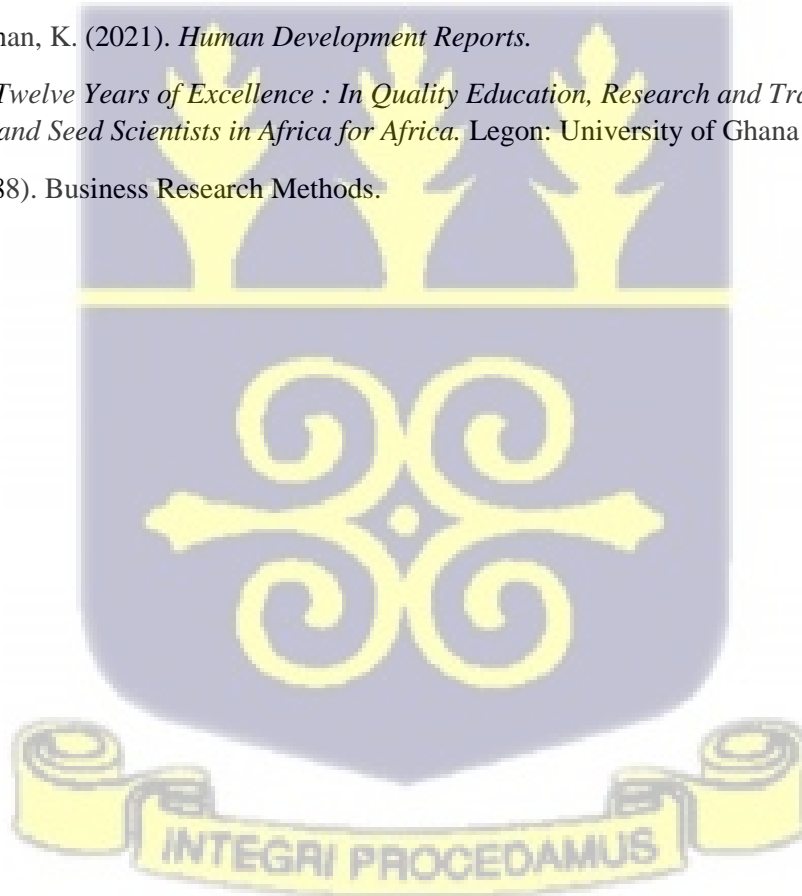 nan, K. (2021). Human Development Reports.
Twelve Years of Excellence : In Quality Education, Research and Tra
and Seed Scientists in Africa for Africa. Legon: University of Ghana
88). Business Research Methods.
INTEGRI PROCEDAMUS